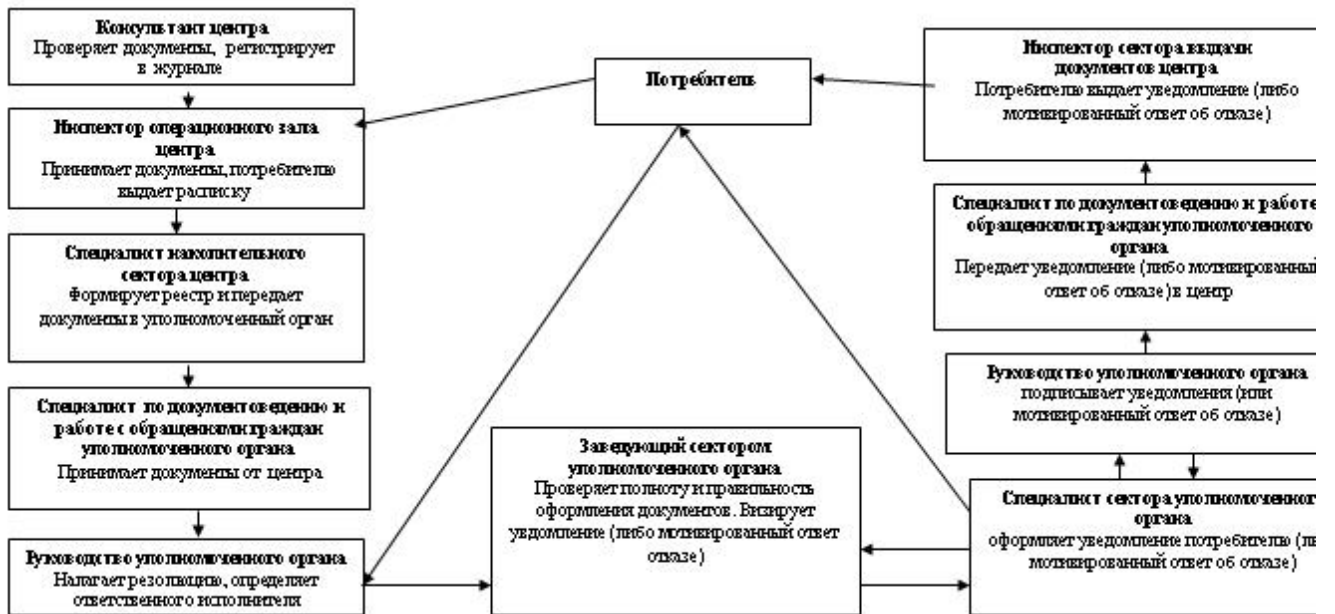 Консультант центра
Проверяет документы, регистрирует
в журнале
Инспектор операционного зала
центра
Принимает документы, потребителю
выдает расписку
Специалист накопительного
сектора центра
Формирует реестр и передает
документы в уполномоченный орган
Специалист по документоведению и
работе с обращениями граждан
уполномоченного органа
Принимает документы от центра
Руководство уполномоченного органа
Налагает резолюцию, определяет
ответственного исполнителя
Потребитель
Заведующий сектором
уполномоченного органа
Проверяет полноту и правильность
оформления документов. Визирует
уведомление (либо мотивированный ответ
отказе)
Инспектор сектора выдачи
документов центра
Потребителю выдает уведомление (либо
мотивированный ответ об отказе)
Специалист по документоведению и работе
обращениями граждан уполномоченного
органа
Передает уведомление (либо мотивированный
ответ об отказе) в центр
Руководство уполномоченного органа
подписывает уведомления (или
мотивированный ответ об отказе)
Специалист сектора уполномоченног
органа
оформляет уведомление потребителю (ли
мотивированный ответ об отказе)